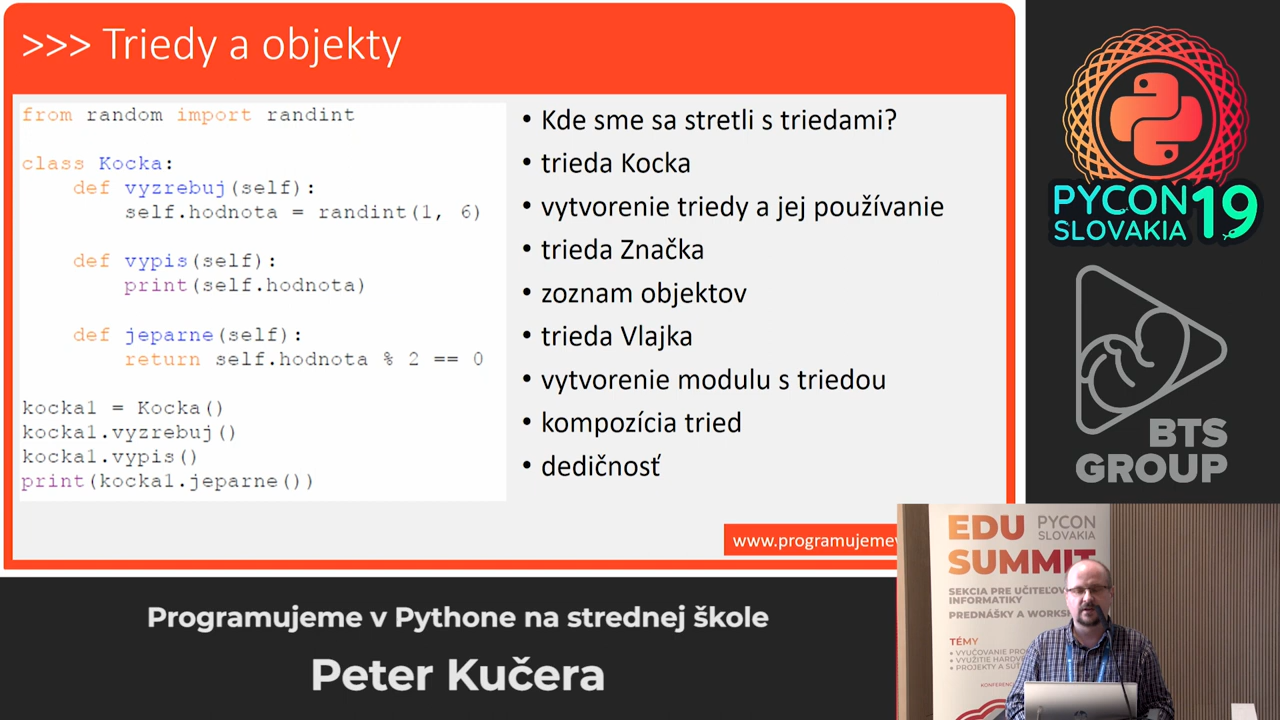 >>> Triedy a objekty
from random import randint
class Kocka:
def vyzrebuj(self):
self.hodnota = randint(1, 6)
def vypis(self):
print(self.hodnota)
def jeparne(self):
return self.hodnota % 2 == 0
kocka1 = Kocka()
kocka1.vyzrebuj()
kocka1.vypis()
print(kocka1.jeparne())
• Kde sme sa stretli s triedami?
• trieda Kocka
• vytvorenie triedy a jej používanie
• trieda Značka
• zoznam objektov
• trieda Vlajka
• vytvorenie modulu s triedou
• kompozícia tried
• dedičnosť
www.programujeme
PYCON 19
SLOVAKIA
BTS
GROUP
EDU PYCON
SLOVAKIA
SUMMIT
SEKCIA PRE UČITEĽOV
INFORMATIKY
PREDNÁŠKY A
TÉMY
• VYUČOVANIE
• VYUŽITIE
• PROJEKTY A
Programujeme v Pythone na strednej škole
Peter Kučera